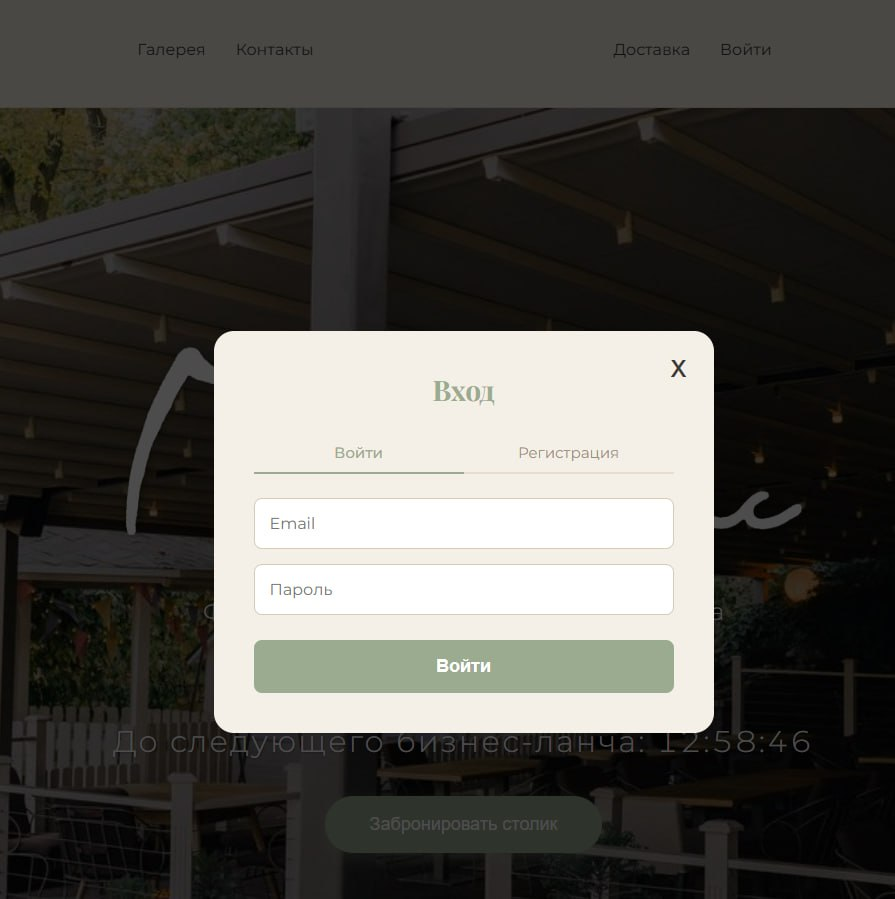 Галерея Контакты Доставка Войти
X
Вход
Войти Регистрация
Email
Пароль
Войти
До следующего бизнес-ланча: 12:58:46
Забронировать столик